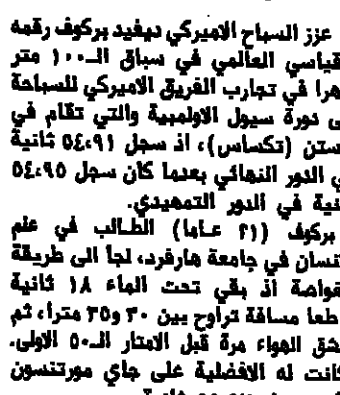 عزز السباح الاميركي ديفيد بركوف رقمه
قياسي العالمي في سباق الـ١٠٠ متر
هرا في تجارب الفريق الاميركي للسباحة
ى دورة سيول الاولمبية والتي تقام في
ستن (تكساس)، اذ سجل ٥٤،٩١ ثانية
ي الدور النهائي بعدما كان سجل ٥٤،٩٥
نية في الدور التمهيدي.
بركوف (٢١ عاما) الطالب في علم
نسان في جامعة هارفرد، لجا الى طريقة
غواصة اذ بقي تحت الماء ١٨ ثانية
طعا مسافة تراوح بين ٣٠ و٣٥ مترا، ثم
شق الهواء مرة قبل الامتار الـ٥٠ الاولى.
كانت له الافضلية على جاي مورتنسون